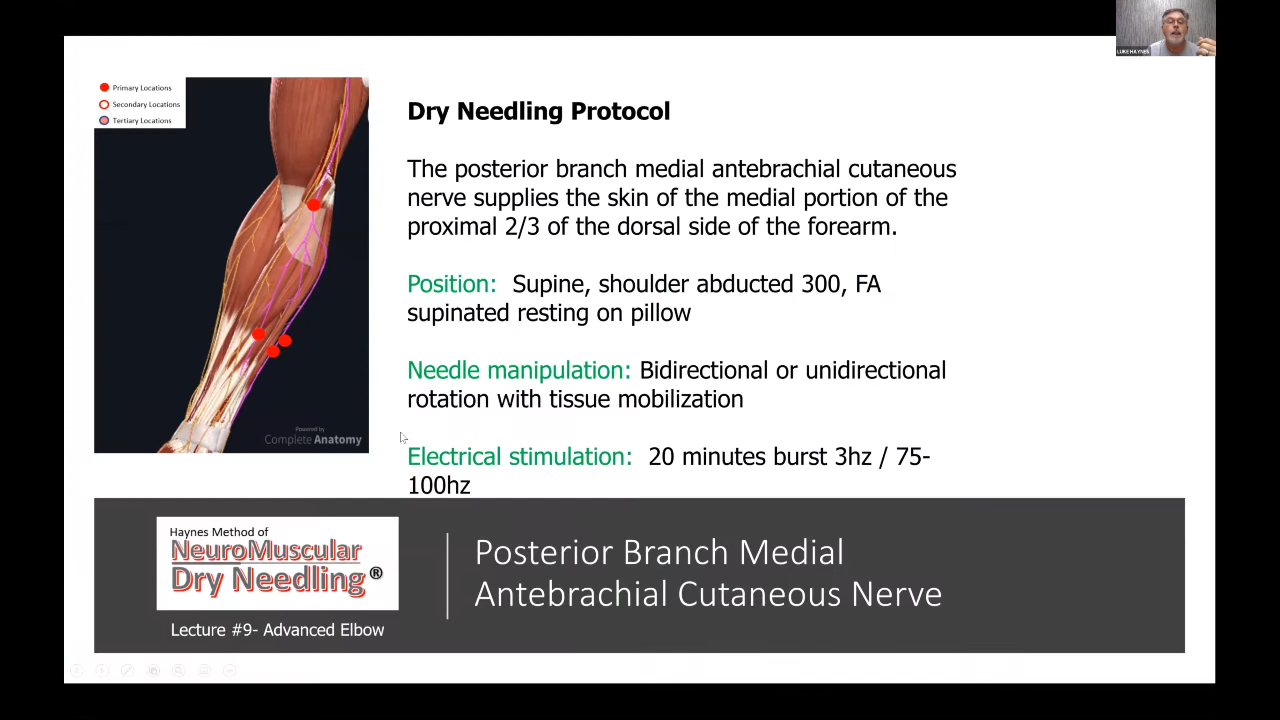 LUKE HAYNES
Primary Locations
Secondary Locations
Tertiary Locations
Powered by
Complete Anatomy
Dry Needling Protocol
The posterior branch medial antebrachial cutaneous
nerve supplies the skin of the medial portion of the
proximal 2/3 of the dorsal side of the forearm.
Position: Supine, shoulder abducted 300, FA
supinated resting on pillow
Needle manipulation: Bidirectional or unidirectional
rotation with tissue mobilization
Electrical stimulation: 20 minutes burst 3hz / 75-
100hz
Haynes Method of
NeuroMuscular
Dry Needling®
Lecture #9- Advanced Elbow
Posterior Branch Medial
Antebrachial Cutaneous Nerve